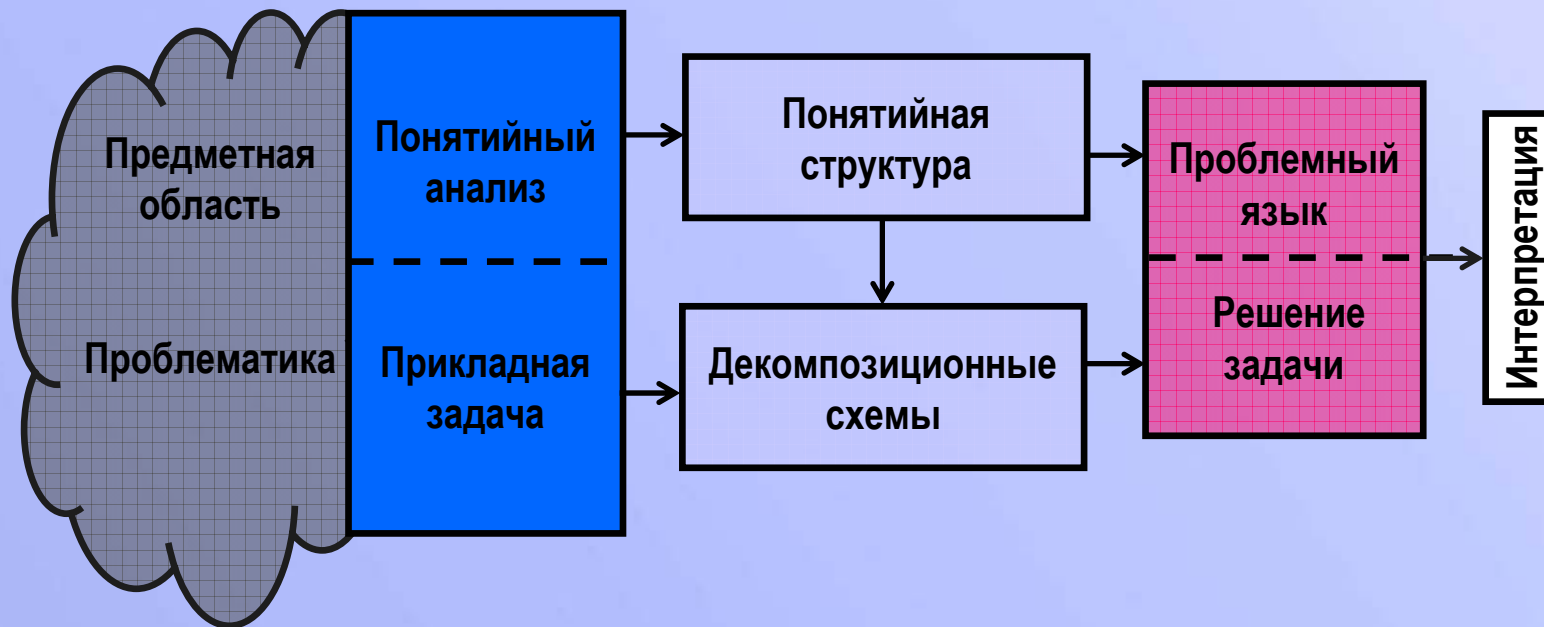 Предметная
область
Проблематика
Понятийный
анализ
Прикладная
задача
Понятийная
структура
Декомпозиционные
схемы
Проблемный
язык
Решение
задачи
Интерпретация